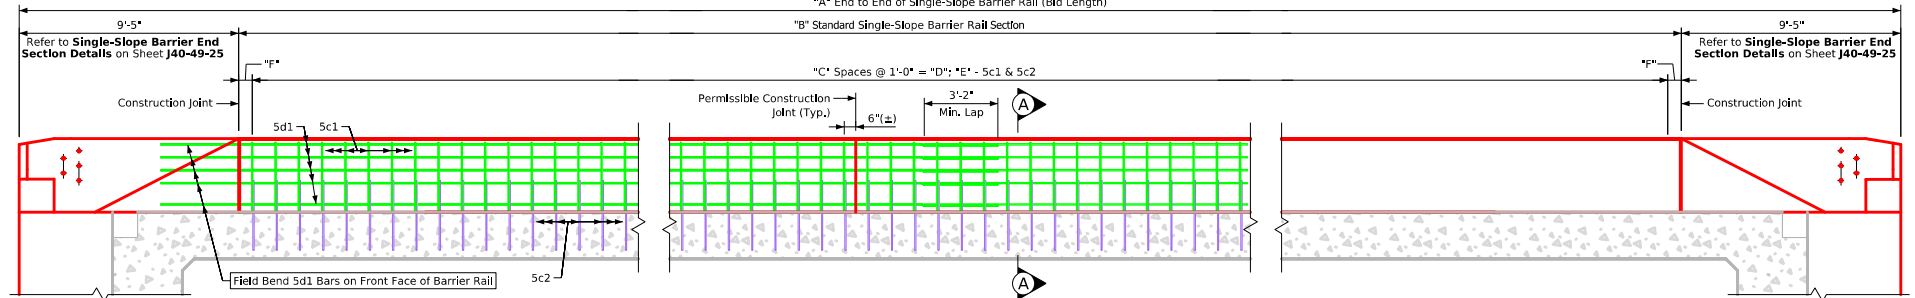 "A" End to End of Single-Slope Barrier Rail (Bid Length)
9'-5"
"B" Standard Single-Slope Barrier Rail Section
9'-5"
Refer to Single-Slope Barrier End
Section Details on Sheet J40-49-25
Refer to Single-Slope Barrier End
Section Details on Sheet J40-49-25
"F"
"C" Spaces @ 1'-0" = "D"; "E" - 5c1 & 5c2
"F"
Construction Joint
Permissible Construction
Joint (Typ.)
3'-2"
Min. Lap
A
Construction Joint
6"(±)
5d1
5c1
Field Bend 5d1 Bars on Front Face of Barrier Rail
5c2
A